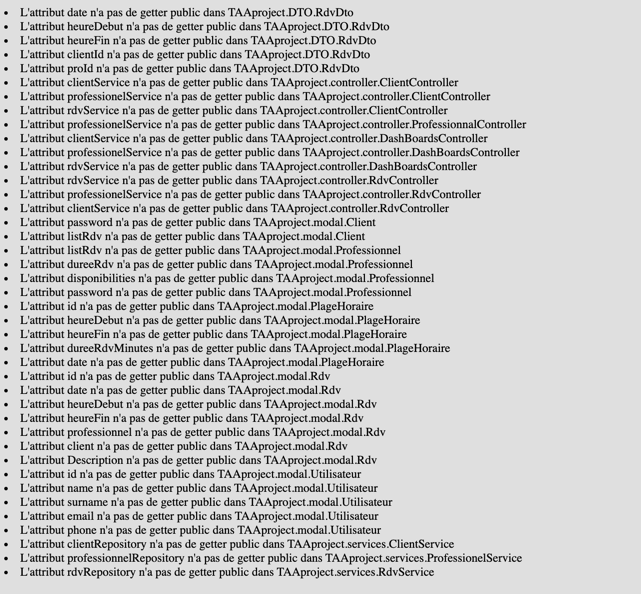 L'attribut date n'a pas de getter public dans TAAproject.DTO.RdvDto
L'attribut heureDebut n'a pas de getter public dans TAAproject.DTO.RdvDto
L'attribut heureFin n'a pas de getter public dans TAAproject.DTO.RdvDto
L'attribut clientId n'a pas de getter public dans TAAproject.DTO.RdvDto
L'attribut proId n'a pas de getter public dans TAAproject.DTO.RdvDto
L'attribut clientService n'a pas de getter public dans TAAproject.controller.ClientController
L'attribut professionelService n'a pas de getter public dans TAAproject.controller.ClientController
L'attribut rdvService n'a pas de getter public dans TAAproject.controller.ClientController
L'attribut professionelService n'a pas de getter public dans TAAproject.controller.ProfessionnalController
L'attribut clientService n'a pas de getter public dans TAAproject.controller.DashBoardsController
L'attribut professionelService n'a pas de getter public dans TAAproject.controller.DashBoardsController
L'attribut rdvService n'a pas de getter public dans TAAproject.controller.DashBoardsController
L'attribut rdvService n'a pas de getter public dans TAAproject.controller.RdvController
L'attribut professionelService n'a pas de getter public dans TAAproject.controller.RdvController
L'attribut clientService n'a pas de getter public dans TAAproject.controller.RdvController
L'attribut password n'a pas de getter public dans TAAproject.modal.Client
L'attribut listRdv n'a pas de getter public dans TAAproject.modal.Client
L'attribut listRdv n'a pas de getter public dans TAAproject.modal.Professionnel
L'attribut dureeRdv n'a pas de getter public dans TAAproject.modal.Professionnel
L'attribut disponibilities n'a pas de getter public dans TAAproject.modal.Professionnel
L'attribut password n'a pas de getter public dans TAAproject.modal.Professionnel
L'attribut id n'a pas de getter public dans TAAproject.modal.PlageHoraire
L'attribut heureDebut n'a pas de getter public dans TAAproject.modal.PlageHoraire
L'attribut heureFin n'a pas de getter public dans TAAproject.modal.PlageHoraire
L'attribut dureeRdvMinutes n'a pas de getter public dans TAAproject.modal.PlageHoraire
L'attribut date n'a pas de getter public dans TAAproject.modal.PlageHoraire
L'attribut id n'a pas de getter public dans TAAproject.modal.Rdv
L'attribut date n'a pas de getter public dans TAAproject.modal.Rdv
L'attribut heureDebut n'a pas de getter public dans TAAproject.modal.Rdv
L'attribut heureFin n'a pas de getter public dans TAAproject.modal.Rdv
L'attribut professionnel n'a pas de getter public dans TAAproject.modal.Rdv
L'attribut client n'a pas de getter public dans TAAproject.modal.Rdv
L'attribut Description n'a pas de getter public dans TAAproject.modal.Rdv
L'attribut id n'a pas de getter public dans TAAproject.modal.Utilisateur
L'attribut name n'a pas de getter public dans TAAproject.modal.Utilisateur
L'attribut surname n'a pas de getter public dans TAAproject.modal.Utilisateur
L'attribut email n'a pas de getter public dans TAAproject.modal.Utilisateur
L'attribut phone n'a pas de getter public dans TAAproject.modal.Utilisateur
L'attribut clientRepository n'a pas de getter public dans TAAproject.services.ClientService
L'attribut professionnelRepository n'a pas de getter public dans TAAproject.services.ProfessionelService
L'attribut rdvRepository n'a pas de getter public dans TAAproject.services.RdvService